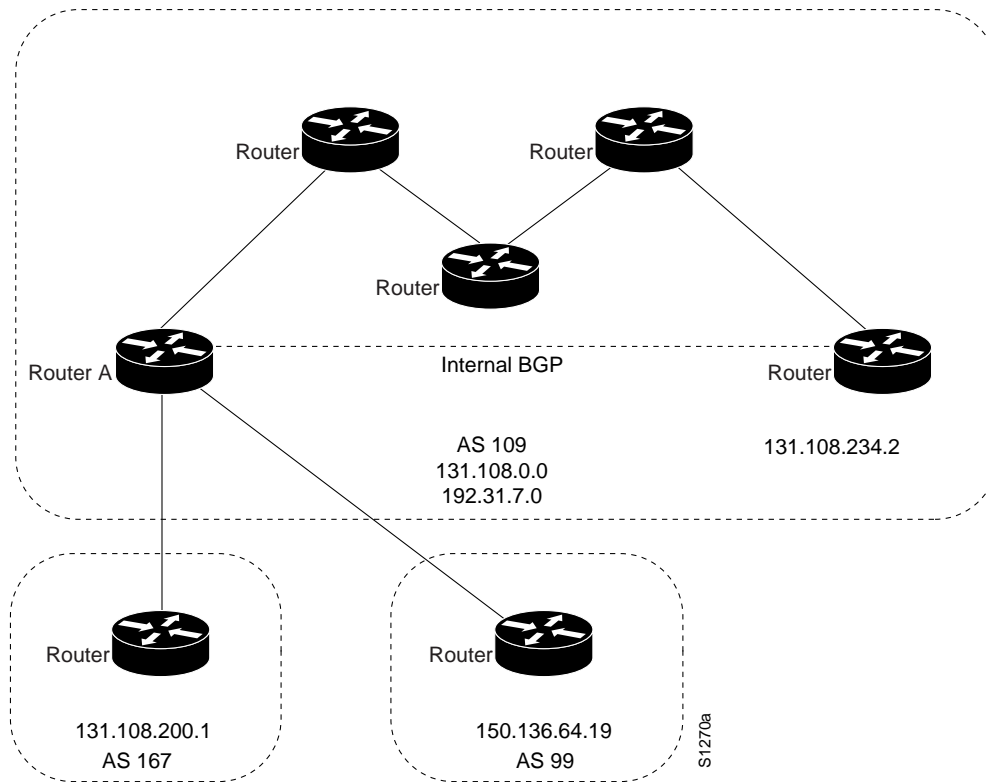 Router
Router
Router
Router A
Internal BGP
Router
AS 109
131.108.0.0
192.31.7.0
131.108.234.2
Router
Router
131.108.200.1
AS 167
150.136.64.19
AS 99
S1270a